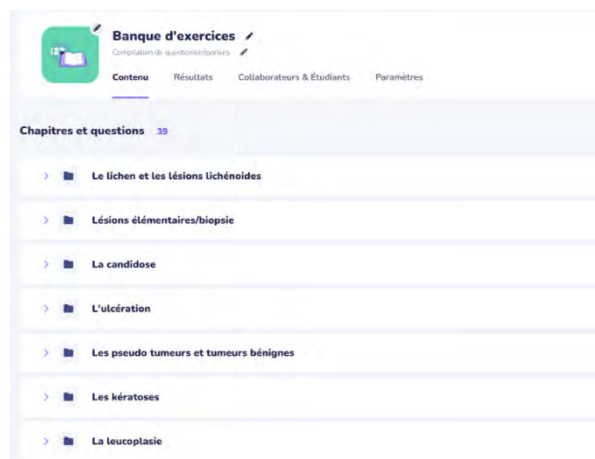 Banque d'exercices
Compilation de questions/réponses
Contenu Résultats Collaborateurs & Étudiants Paramètres
Chapitres et questions 39
Le lichen et les lésions lichénoides
Lésions élémentaires/biopsie
La candidose
L'ulcération
Les pseudo tumeurs et tumeurs bénignes
Les kératoses
La leucoplasie